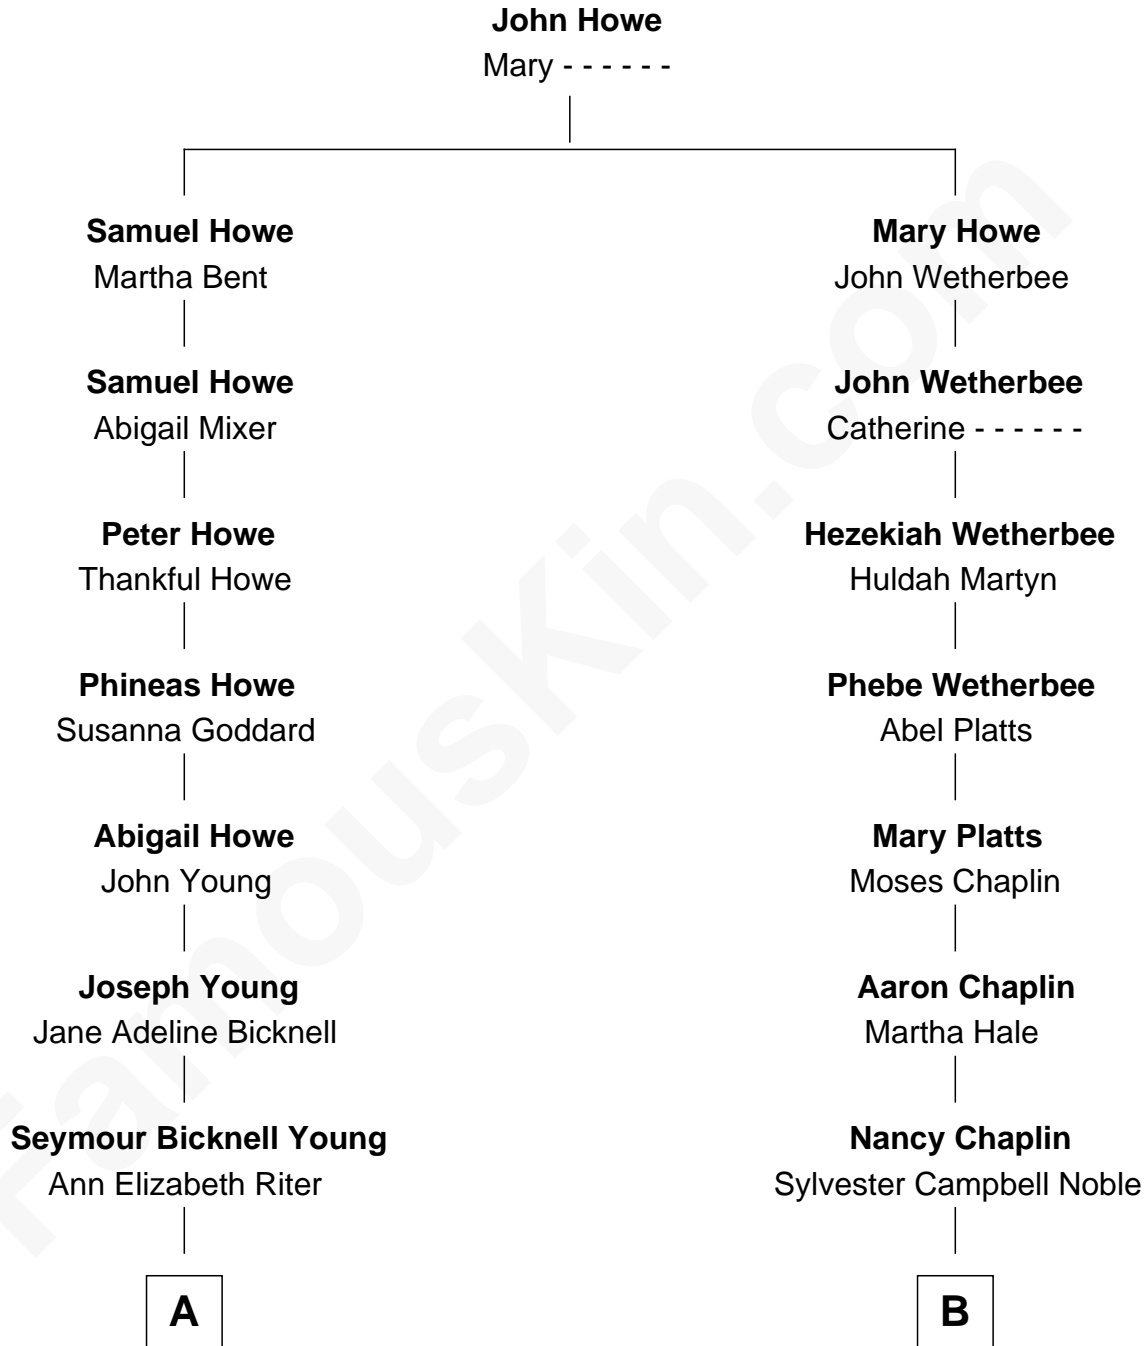 John Howe
Mary - - - - - -
Samuel Howe
Martha Bent
Mary Howe
John Wetherbee
Samuel Howe
Abigail Mixer
John Wetherbee
Catherine - - - - - -
Peter Howe
Thankful Howe
Hezekiah Wetherbee
Huldah Martyn
Phineas Howe
Susanna Goddard
Phebe Wetherbee
Abel Platts
Abigail Howe
John Young
Mary Platts
Moses Chaplin
Joseph Young
Jane Adeline Bicknell
Aaron Chaplin
Martha Hale
Seymour Bicknell Young
Ann Elizabeth Riter
Nancy Chaplin
Sylvester Campbell Noble
A
B
FamousKin.com